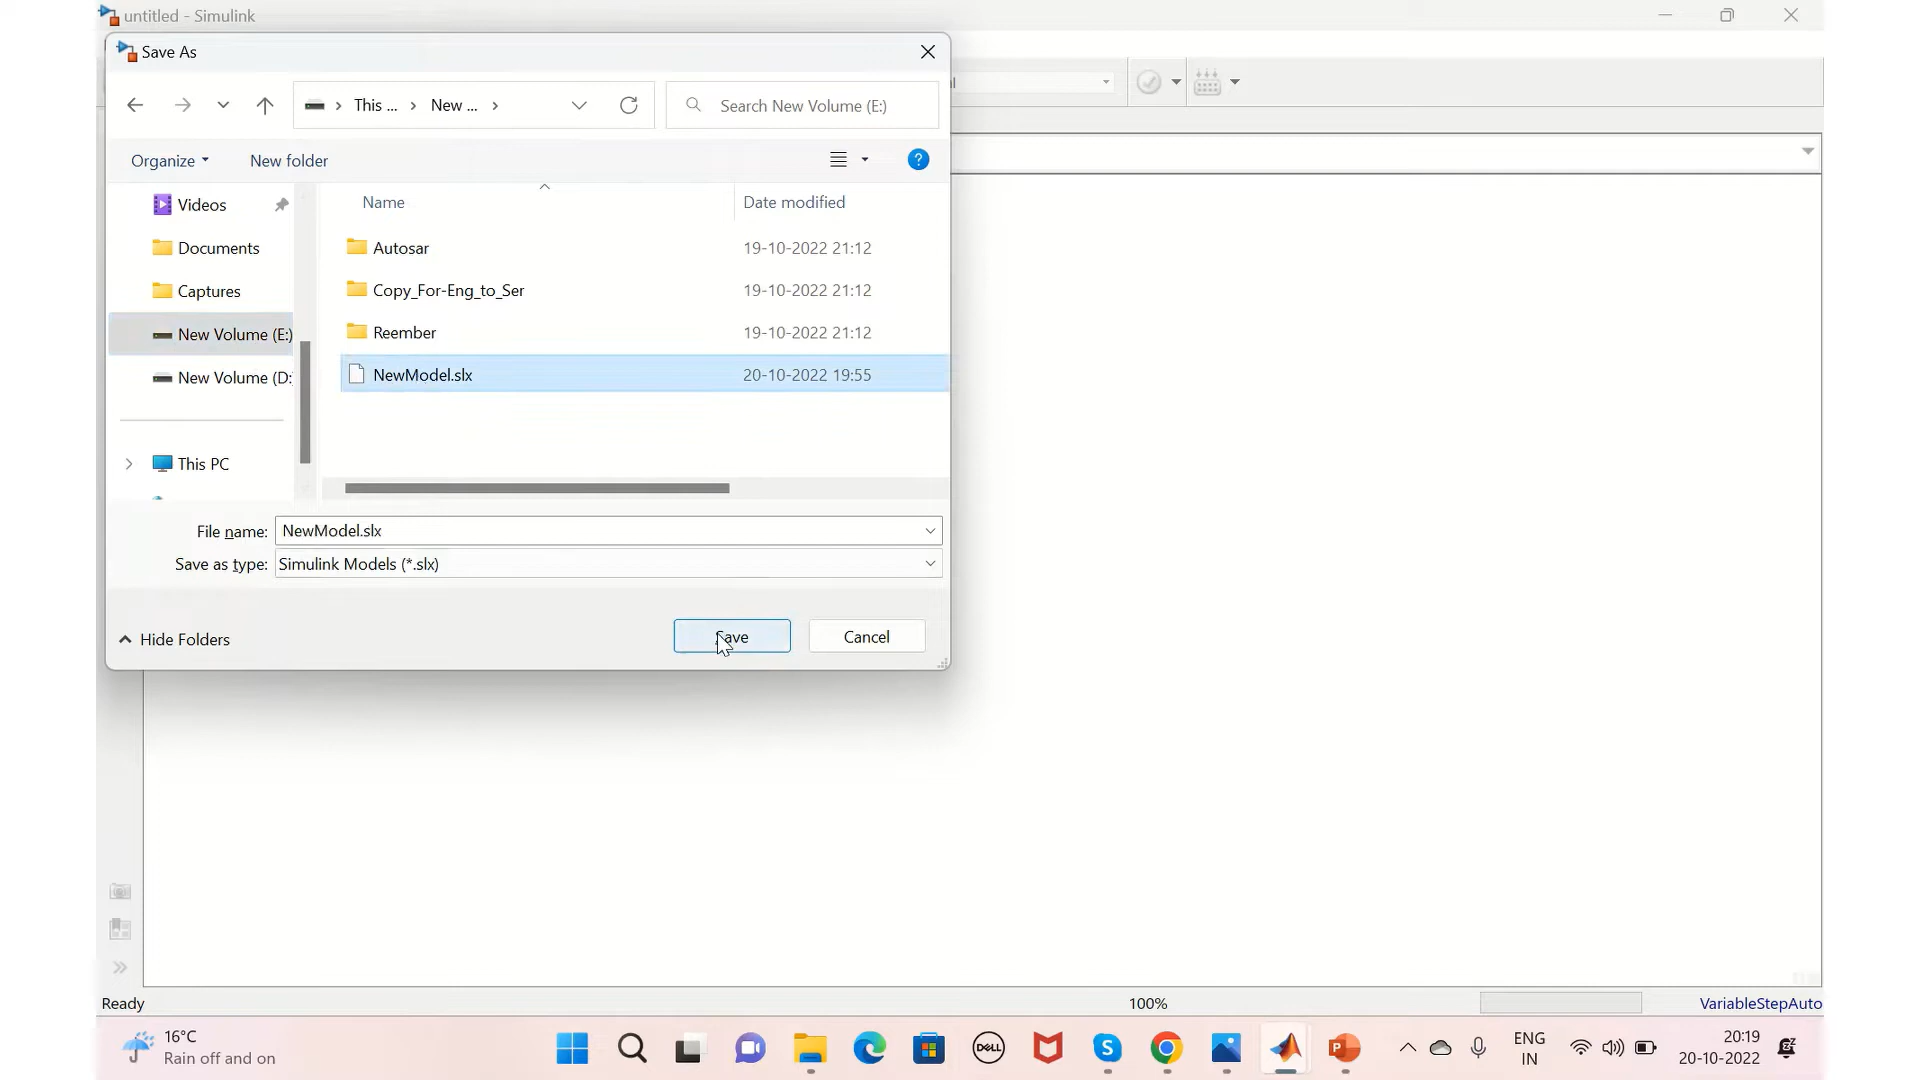 untitled - Simulink
Save As
This ... New ...
Search New Volume (E:)
Organize
New folder
?
Name
Date modified
Videos
Documents
Captures
New Volume (E:)
New Volume (D:
This PC
Autosar 19-10-2022 21:12
Copy_For-Eng_to_Ser 19-10-2022 21:12
Reember 19-10-2022 21:12
NewModel.slx 20-10-2022 19:55
File name: NewModel.slx
Save as type: Simulink Models (*.slx)
Hide Folders
Save
Cancel
Ready
100%
VariableStepAuto
16°C
Rain off and on
DELL
S
P
ENG
IN
20:19
20-10-2022